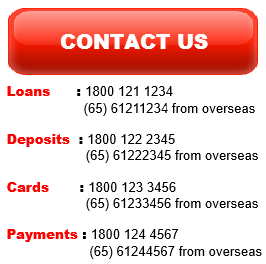 CONTACT US
Loans : 1800 121 1234
(65) 61211234 from overseas
Deposits : 1800 122 2345
(65) 61222345 from overseas
Cards : 1800 123 3456
(65) 61233456 from overseas
Payments : 1800 124 4567
(65) 61244567 from overseas